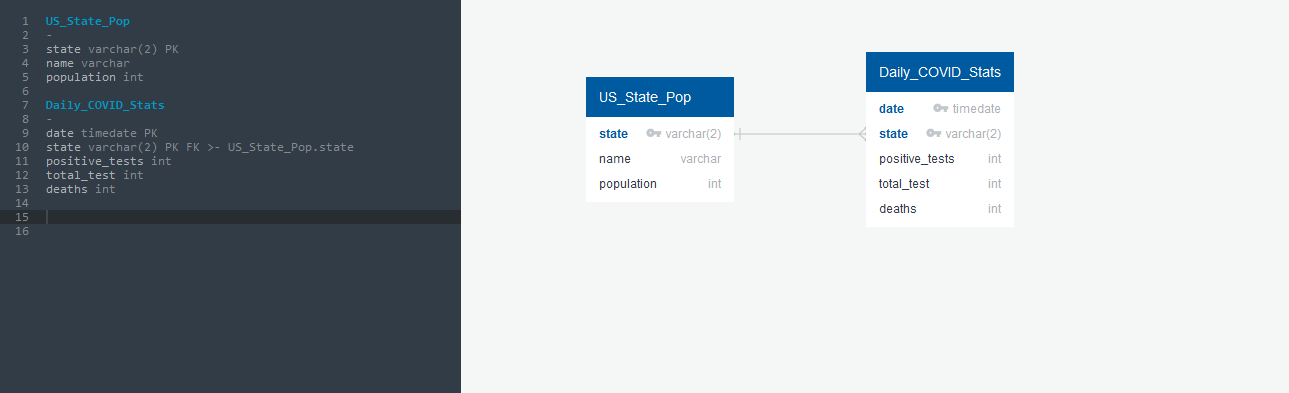 1 US_State_Pop
2 -
3 state varchar(2) PK
4 name varchar
5 population int
6
7 Daily_COVID_Stats
8 -
9 date timedate PK
10 state varchar(2) PK FK >- US_State_Pop.state
11 positive_tests int
12 total_test int
13 deaths int
14
15
16
US_State_Pop
state varchar(2)
name varchar
population int
Daily_COVID_Stats
date timedate
state varchar(2)
positive_tests int
total_test int
deaths int